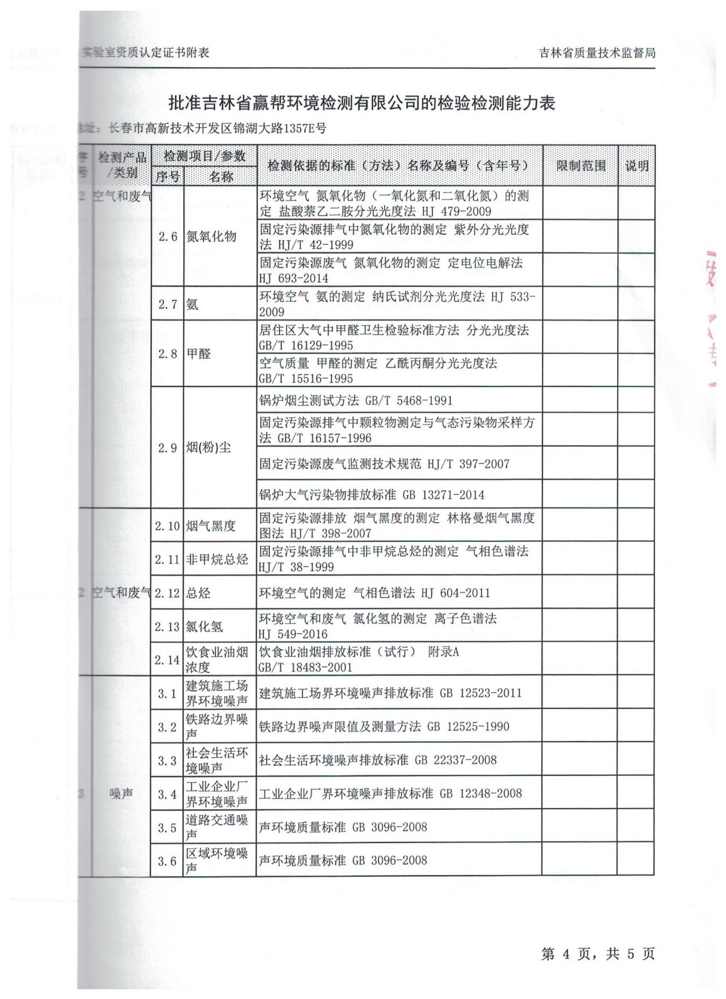 实验室资质认定证书附表
吉林省质量技术监督局
批准吉林省赢帮环境检测有限公司的检验检测能力表
地址：长春市高新技术开发区锦湖大路1357E号
序号
检测产品/类别
检测项目/参数
序号
名称
检测依据的标准（方法）名称及编号（含年号）
限制范围
说明
2 空气和废气
2.6 氮氧化物
环境空气 氮氧化物（一氧化氮和二氧化氮）的测
定 盐酸萘乙二胺分光光度法 HJ 479-2009
固定污染源排气中氮氧化物的测定 紫外分光光度
法 HJ/T 42-1999
固定污染源废气 氮氧化物的测定 定电位电解法
HJ 693-2014
2.7 氨
环境空气 氨的测定 纳氏试剂分光光度法 HJ 533-
2009
2.8 甲醛
居住区大气中甲醛卫生检验标准方法 分光光度法
GB/T 16129-1995
空气质量 甲醛的测定 乙酰丙酮分光光度法
GB/T 15516-1995
2.9 烟(粉)尘
锅炉烟尘测试方法 GB/T 5468-1991
固定污染源排气中颗粒物测定与气态污染物采样方
法 GB/T 16157-1996
固定污染源废气监测技术规范 HJ/T 397-2007
锅炉大气污染物排放标准 GB 13271-2014
2 空气和废气
2.10 烟气黑度
固定污染源排放 烟气黑度的测定 林格曼烟气黑度
图法 HJ/T 398-2007
2.11 非甲烷总烃
固定污染源排气中非甲烷总烃的测定 气相色谱法
HJ/T 38-1999
2.12 总烃
环境空气的测定 气相色谱法 HJ 604-2011
2.13 氯化氢
环境空气和废气 氯化氢的测定 离子色谱法
HJ 549-2016
2.14 饮食业油烟
浓度
饮食业油烟排放标准（试行） 附录A
GB/T 18483-2001
3 噪声
3.1 建筑施工场
界环境噪声
建筑施工场界环境噪声排放标准 GB 12523-2011
3.2 铁路边界噪
声
铁路边界噪声限值及测量方法 GB 12525-1990
3.3 社会生活环
境噪声
社会生活环境噪声排放标准 GB 22337-2008
3.4 工业企业厂
界环境噪声
工业企业厂界环境噪声排放标准 GB 12348-2008
3.5 道路交通噪
声
声环境质量标准 GB 3096-2008
3.6 区域环境噪
声
声环境质量标准 GB 3096-2008
第 4 页，共 5 页